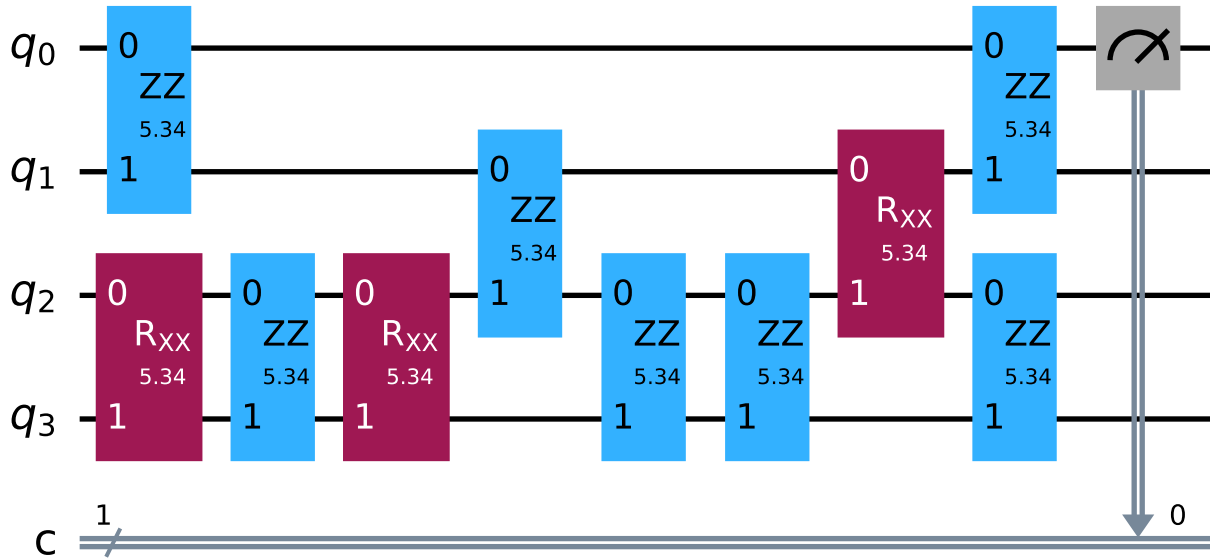 q0 0 ZZ 5.34 1 0 ZZ 5.34 1
q1 0 ZZ 5.34 1 0 RXX 5.34 1
q2 0 RXX 5.34 1 0 ZZ 5.34 1 0 RXX 5.34 1 0 ZZ 5.34 1 0 ZZ 5.34 1 0 ZZ 5.34 1
q3
c 1 0